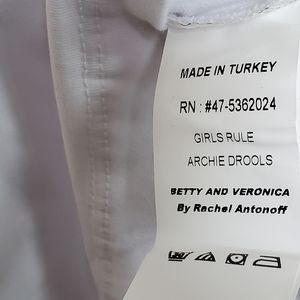 MADE IN TURKEY
RN : #47-5362024
GIRLS RULE
ARCHIE DROOLS
BETTY AND VERONICA
By Rachel Antonoff